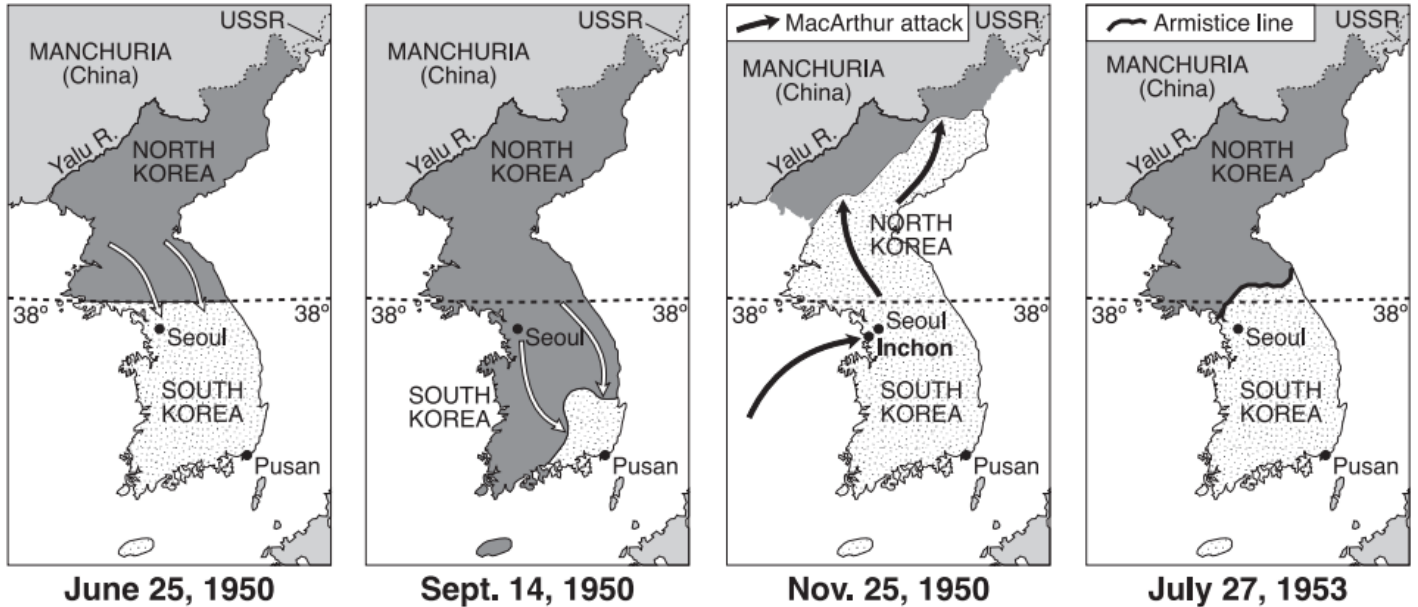 USSR
MANCHURIA
(China)
Yalu R.
NORTH
KOREA
38°
38°
Seoul
SOUTH
KOREA
Pusan
June 25, 1950
USSR
MANCHURIA
(China)
Yalu R.
NORTH
KOREA
38°
38°
Seoul
SOUTH
KOREA
Pusan
Sept. 14, 1950
MacArthur attack
USSR
MANCHURIA
(China)
Yalu R.
NORTH
KOREA
38°
38°
Seoul
Inchon
SOUTH
KOREA
Pusan
Nov. 25, 1950
Armistice line
USSR
MANCHURIA
(China)
Yalu R.
NORTH
KOREA
38°
38°
Seoul
SOUTH
KOREA
Pusan
July 27, 1953